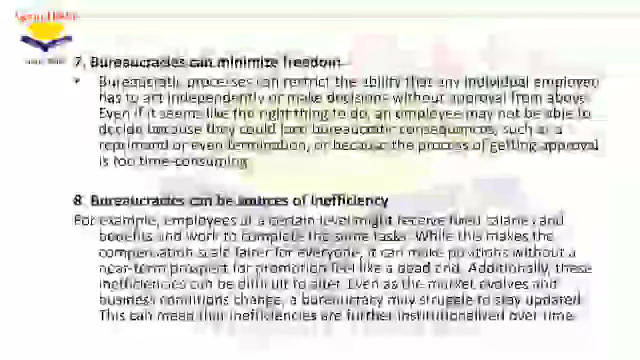 7. Bureaucracies can minimize freedom
• Bureaucratic processes can restrict the ability that any individual employee
has to act independently or make decisions without approval from above.
Even if it seems like the right thing to do, an employee may not be able to
decide because they could face bureaucratic consequences, such as a
reprimand or even termination, or because the process of getting approval
is too time-consuming.
8. Bureaucracies can be sources of inefficiency
For example, employees at a certain level might receive fixed salaries and
benefits and work to complete the same tasks. While this makes the
compensation scale fairer for everyone, it can make positions without a
near-term prospect for promotion feel like a dead end. Additionally, these
inefficiencies can be difficult to alter. Even as the market evolves and
business conditions change, a bureaucracy may struggle to stay updated.
This can mean that inefficiencies are further institutionalized over time.